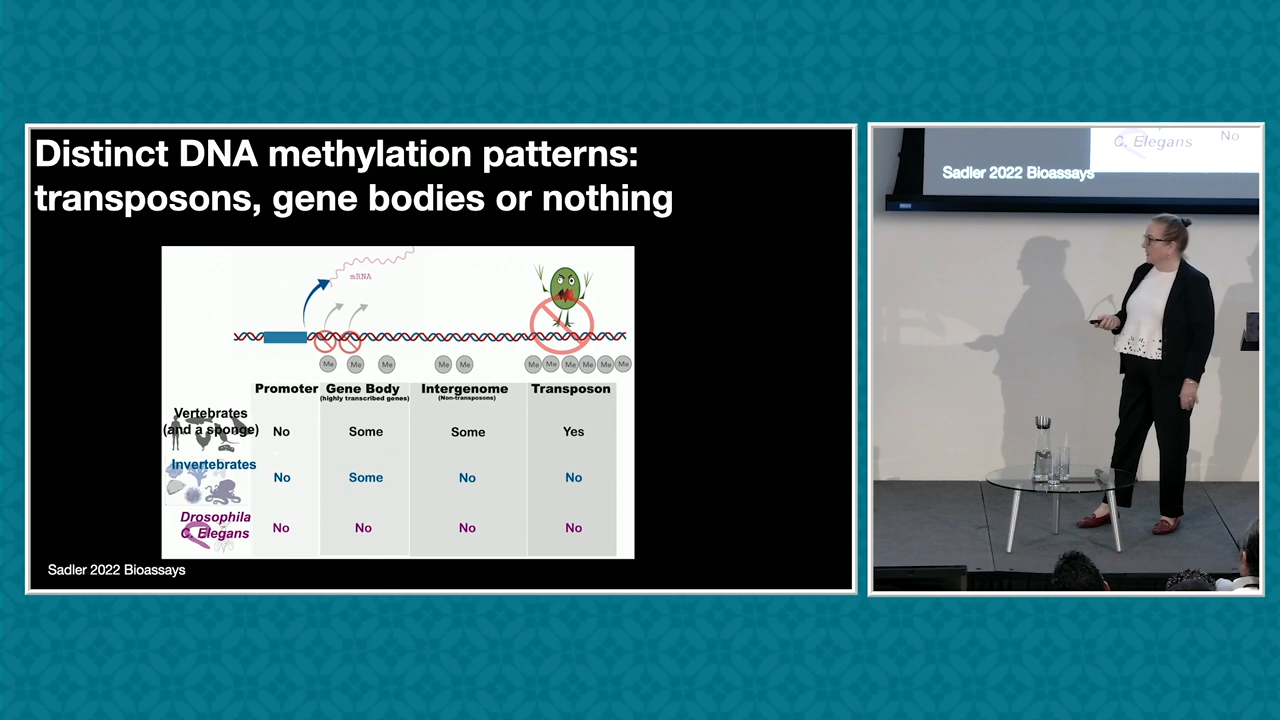 Distinct DNA methylation patterns:
transposons, gene bodies or nothing
mRNA
Me Me Me Me Me Me Me Me Me Me Me
Promoter Gene Body Intergenome Transposon
(highly transcribed genes) (Non-transposons)
Vertebrates
(and a sponge) No Some Some Yes
Invertebrates
No Some No No
Drosophila
C. Elegans No No No No
Sadler 2022 Bioassays
C. Elegans No
Sadler 2022 Bioassays